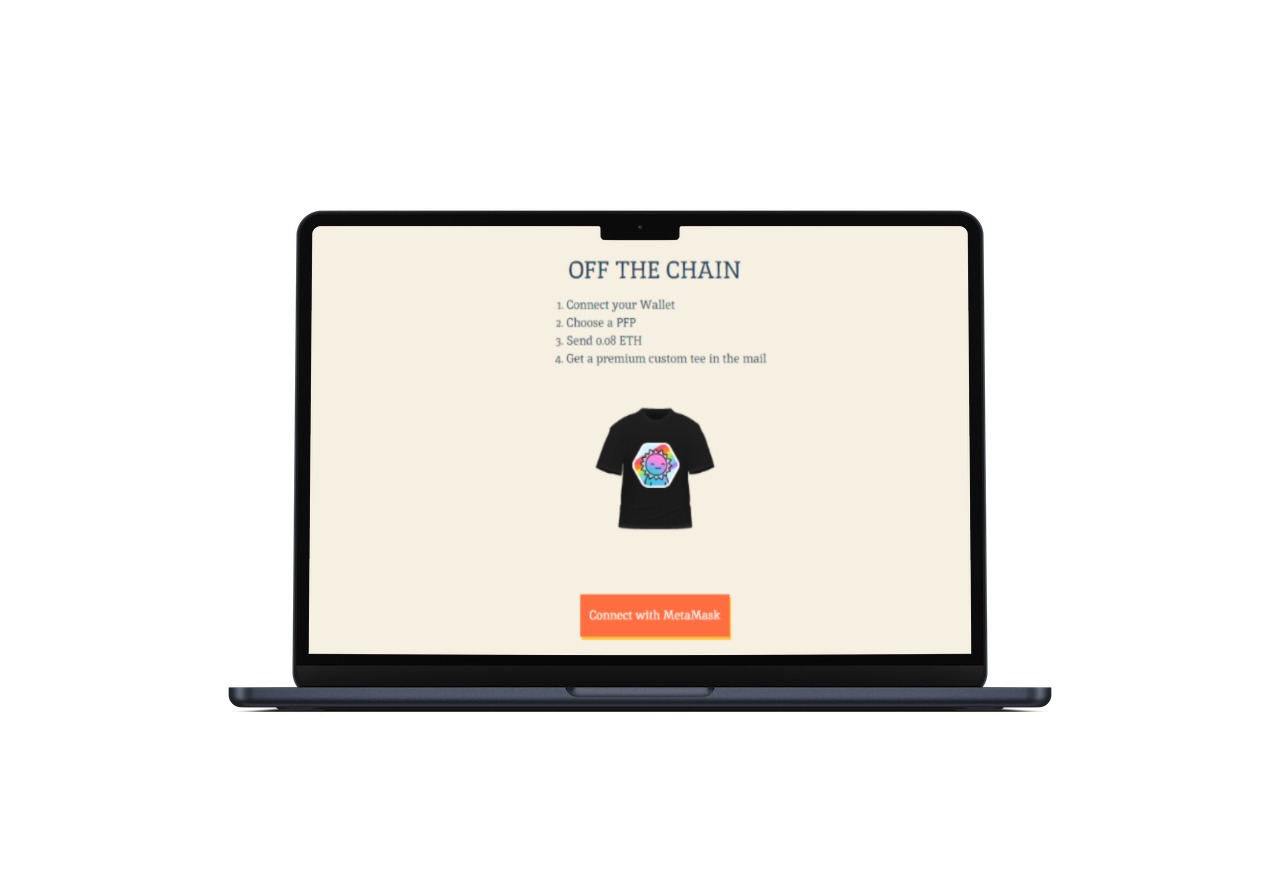 OFF THE CHAIN
1. Connect your Wallet
2. Choose a PFP
3. Send 0.08 ETH
4. Get a premium custom tee in the mail
Connect with MetaMask